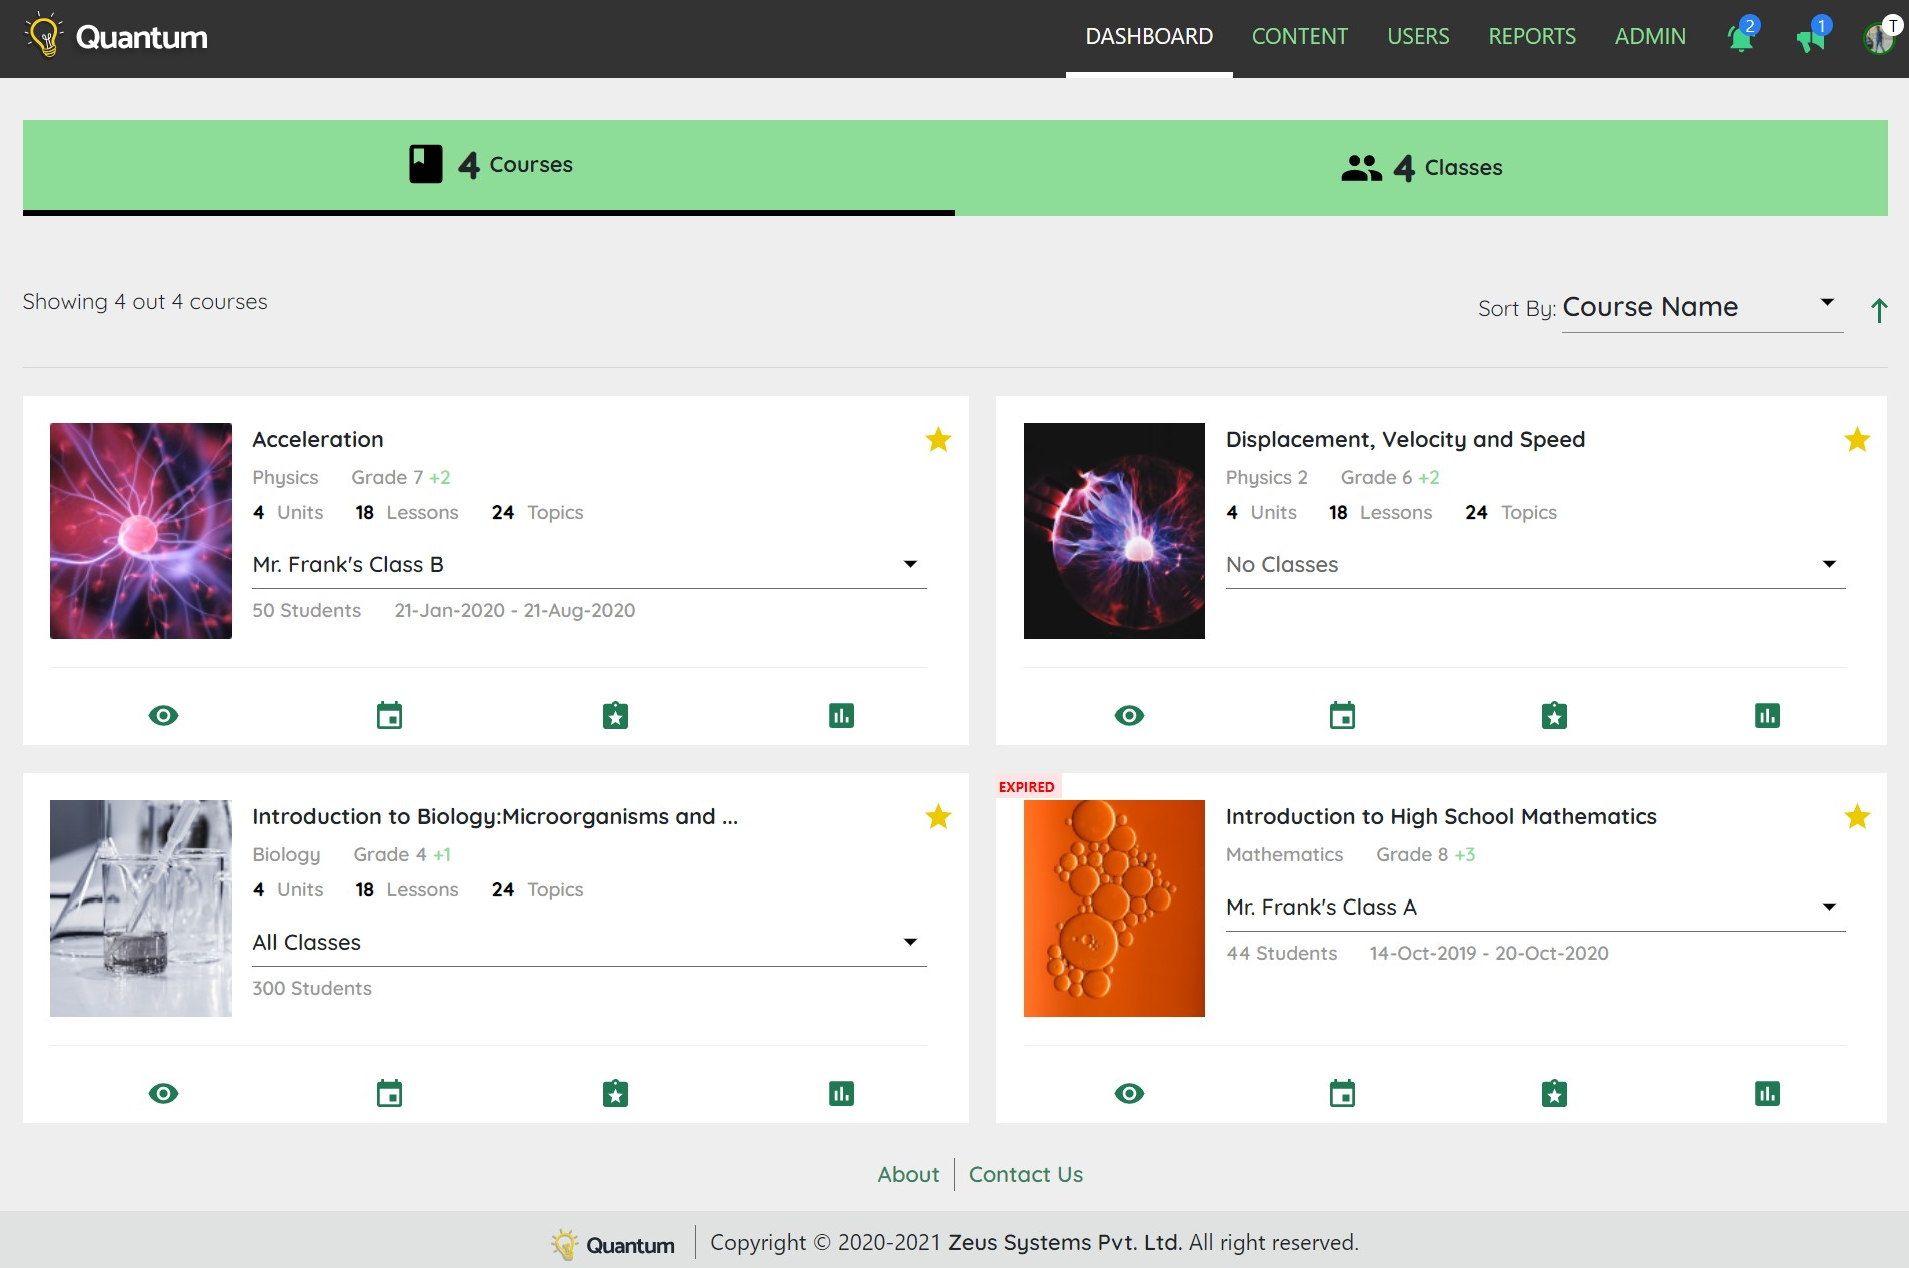 Quantum
DASHBOARD CONTENT USERS REPORTS ADMIN 2 1 T
4 Courses
4 Classes
Showing 4 out 4 courses
Sort By: Course Name
Acceleration
Physics Grade 7 +2
4 Units 18 Lessons 24 Topics
Mr. Frank's Class B
50 Students 21-Jan-2020 - 21-Aug-2020
Displacement, Velocity and Speed
Physics 2 Grade 6 +2
4 Units 18 Lessons 24 Topics
No Classes
Introduction to Biology:Microorganisms and ...
Biology Grade 4 +1
4 Units 18 Lessons 24 Topics
All Classes
300 Students
EXPIRED
Introduction to High School Mathematics
Mathematics Grade 8 +3
Mr. Frank's Class A
44 Students 14-Oct-2019 - 20-Oct-2020
About Contact Us
Quantum Copyright © 2020-2021 Zeus Systems Pvt. Ltd. All right reserved.